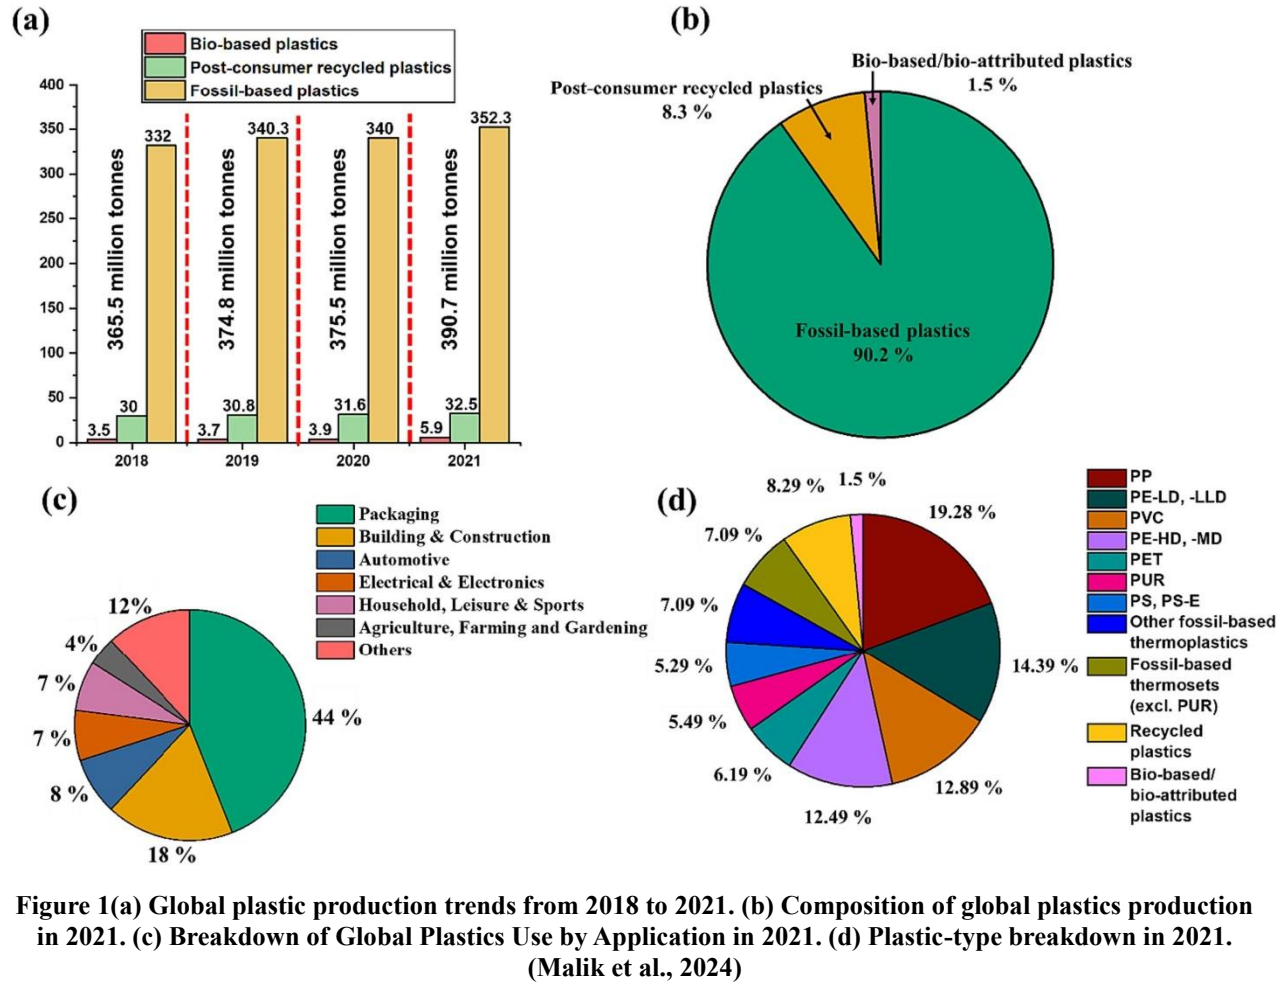 (a)
Bio-based plastics
Post-consumer recycled plastics
Fossil-based plastics
400
350
300
250
200
150
100
50
0
365.5 million tonnes
374.8 million tonnes
375.5 million tonnes
390.7 million tonnes
3.5
30
332
3.7
30.8
340.3
3.9
31.6
340
5.9
32.5
352.3
2018
2019
2020
2021
(b)
Bio-based/bio-attributed plastics
1.5 %
Post-consumer recycled plastics
8.3 %
Fossil-based plastics
90.2 %
(c)
Packaging
Building & Construction
Automotive
Electrical & Electronics
Household, Leisure & Sports
Agriculture, Farming and Gardening
Others
12%
4%
7 %
7 %
8 %
18 %
44 %
(d)
8.29 %
1.5 %
19.28 %
7.09 %
7.09 %
5.29 %
5.49 %
6.19 %
12.49 %
12.89 %
14.39 %
PP
PE-LD, -LLD
PVC
PE-HD, -MD
PET
PUR
PS, PS-E
Other fossil-based
thermoplastics
Fossil-based
thermosets
(excl. PUR)
Recycled
plastics
Bio-based/
bio-attributed
plastics
Figure 1(a) Global plastic production trends from 2018 to 2021. (b) Composition of global plastics production
in 2021. (c) Breakdown of Global Plastics Use by Application in 2021. (d) Plastic-type breakdown in 2021.
(Malik et al., 2024)